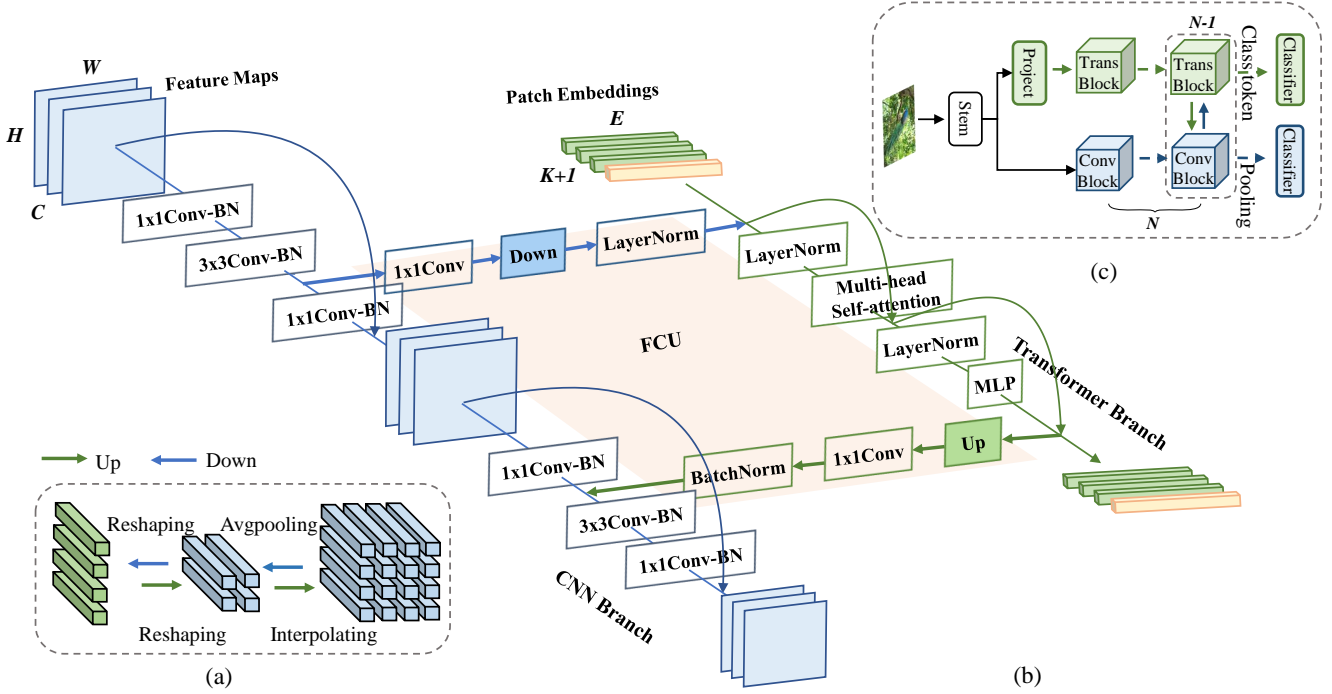 W
Feature Maps
H
C
1x1Conv-BN
3x3Conv-BN
1x1Conv-BN
Patch Embeddings
E
K+1
1x1Conv
Down
LayerNorm
FCU
LayerNorm
Multi-head
Self-attention
LayerNorm
MLP
Transformer Branch
Up
1x1Conv
BatchNorm
1x1Conv-BN
3x3Conv-BN
1x1Conv-BN
CNN Branch
(b)
Up
Down
Reshaping
Avgpooling
Reshaping
Interpolating
(a)
N-1
Stem
Project
Trans
Block
Trans
Block
Class token
Classifier
Conv
Block
Conv
Block
Pooling
Classifier
N
(c)